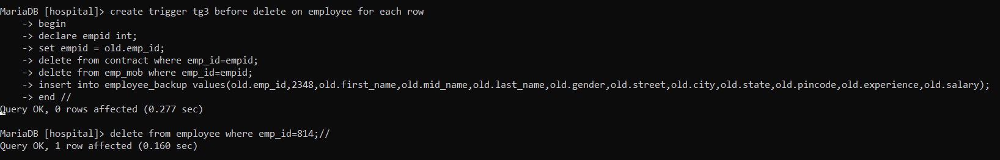 MariaDB [hospital]> create trigger tg3 before delete on employee for each row
    -> begin
    -> declare empid int;
    -> set empid = old.emp_id;
    -> delete from contract where emp_id=empid;
    -> delete from emp_mob where emp_id=empid;
    -> insert into employee_backup values(old.emp_id,2348,old.first_name,old.mid_name,old.last_name,old.gender,old.street,old.city,old.state,old.pincode,old.experience,old.salary);
    -> end //
Query OK, 0 rows affected (0.277 sec)
MariaDB [hospital]> delete from employee where emp_id=814;//
Query OK, 1 row affected (0.160 sec)